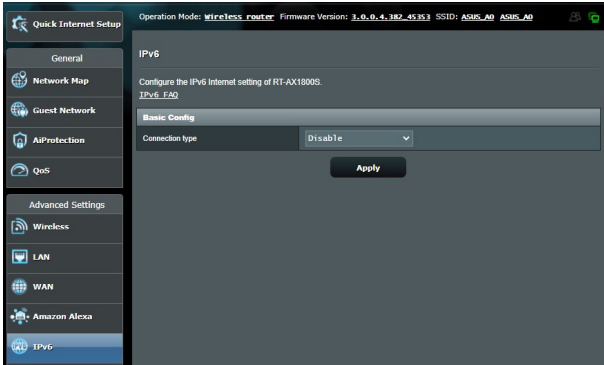 Quick Internet Setup
Operation Mode: Wireless router Firmware Version: 3.0.0.4.382_45353 SSID: ASUS_A0 ASUS_A0
General
Network Map
Guest Network
AiProtection
QoS
Advanced Settings
Wireless
LAN
WAN
Amazon Alexa
IPv6
IPv6
Configure the IPv6 Internet setting of RT-AX1800S.
IPv6 FAQ
Basic Config
Connection type Disable
Apply